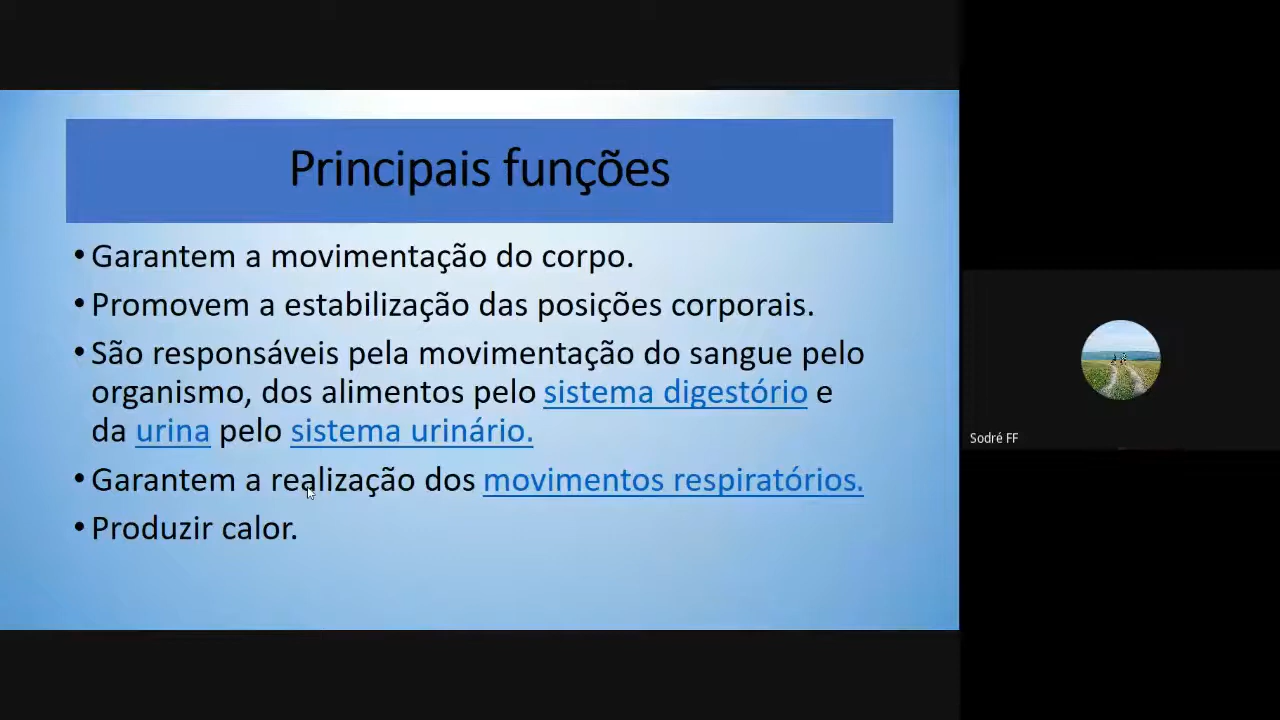 Principais funções
• Garantem a movimentação do corpo.
• Promovem a estabilização das posições corporais.
• São responsáveis pela movimentação do sangue pelo
organismo, dos alimentos pelo sistema digestório e
da urina pelo sistema urinário.
• Garantem a realização dos movimentos respiratórios.
• Produzir calor.
Sodré FF